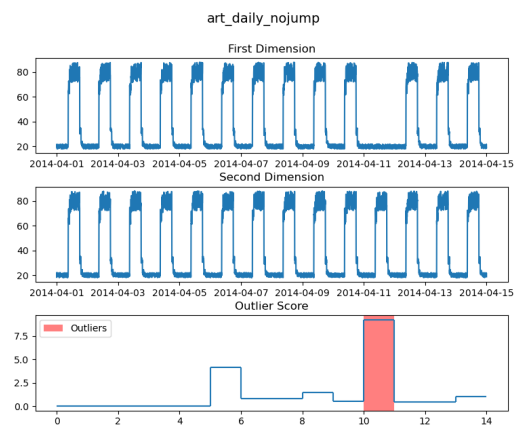 art_daily_nojump
First Dimension
80
60
40
20
2014-04-01 2014-04-03 2014-04-05 2014-04-07 2014-04-09 2014-04-11 2014-04-13 2014-04-15
Second Dimension
80
60
40
20
2014-04-01 2014-04-03 2014-04-05 2014-04-07 2014-04-09 2014-04-11 2014-04-13 2014-04-15
Outlier Score
Outliers
7.5
5.0
2.5
0.0
0 2 4 6 8 10 12 14